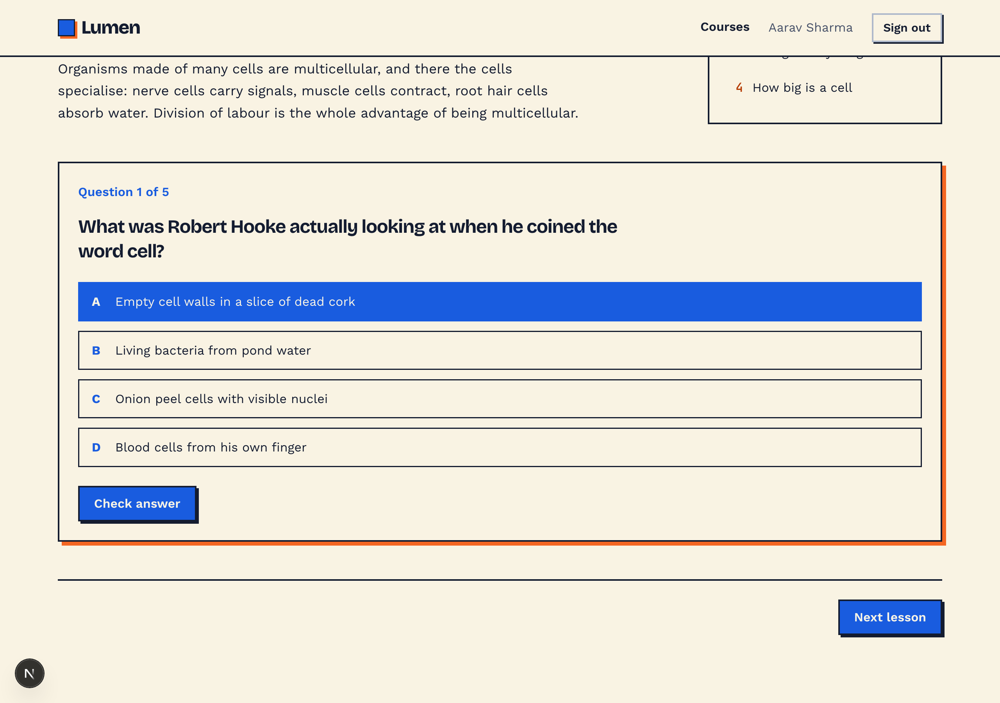 Lumen
Courses
Aarav Sharma
Sign out
Organisms made of many cells are multicellular, and there the cells
specialise: nerve cells carry signals, muscle cells contract, root hair cells
absorb water. Division of labour is the whole advantage of being multicellular.
4 How big is a cell
Question 1 of 5
What was Robert Hooke actually looking at when he coined the
word cell?
A Empty cell walls in a slice of dead cork
B Living bacteria from pond water
C Onion peel cells with visible nuclei
D Blood cells from his own finger
Check answer
Next lesson
N